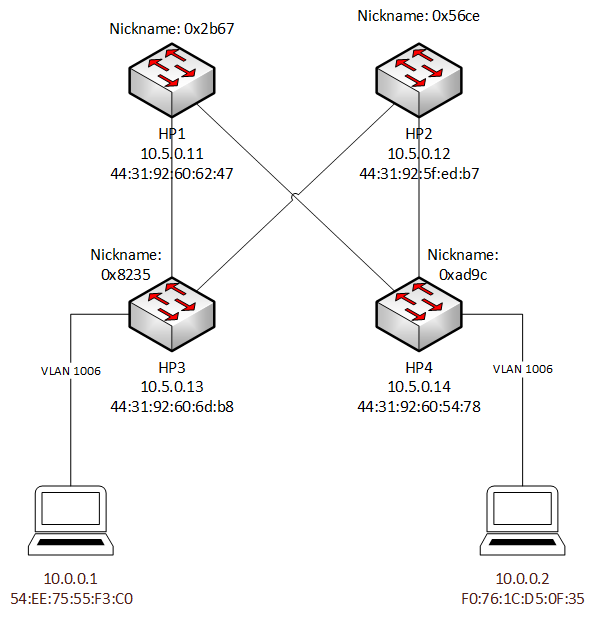 Nickname: 0x2b67
Nickname: 0x56ce
HP1
10.5.0.11
44:31:92:60:62:47
HP2
10.5.0.12
44:31:92:5f:ed:b7
Nickname:
0x8235
Nickname:
0xad9c
HP3
10.5.0.13
44:31:92:60:6d:b8
HP4
10.5.0.14
44:31:92:60:54:78
VLAN 1006
VLAN 1006
10.0.0.1
54:EE:75:55:F3:C0
10.0.0.2
F0:76:1C:D5:0F:35